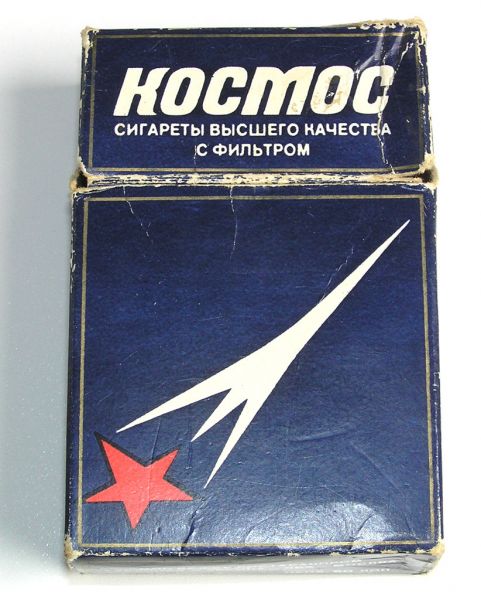 КОСМОС
СИГАРЕТЫ ВЫСШЕГО КАЧЕСТВА
С ФИЛЬТРОМ